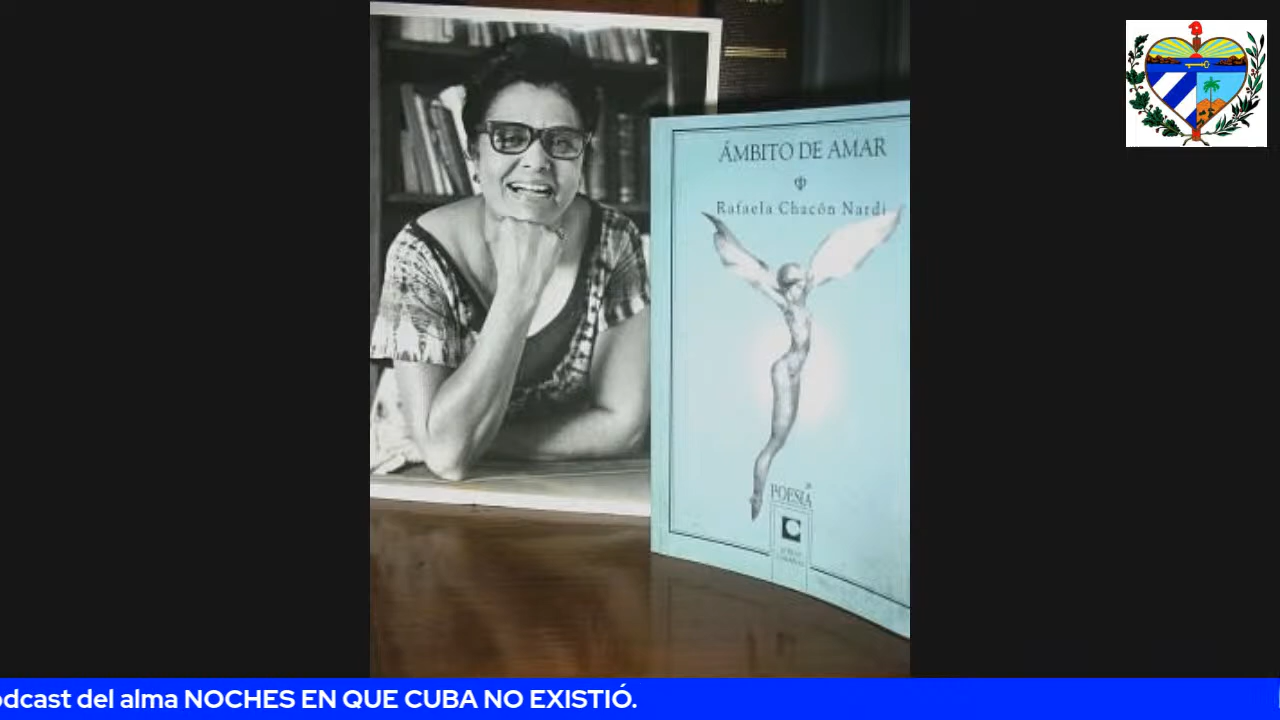 ÁMBITO DE AMAR
Rafaela Chacón Nardi
POESÍA
C
odcast del alma NOCHES EN QUE CUBA NO EXISTIÓ.